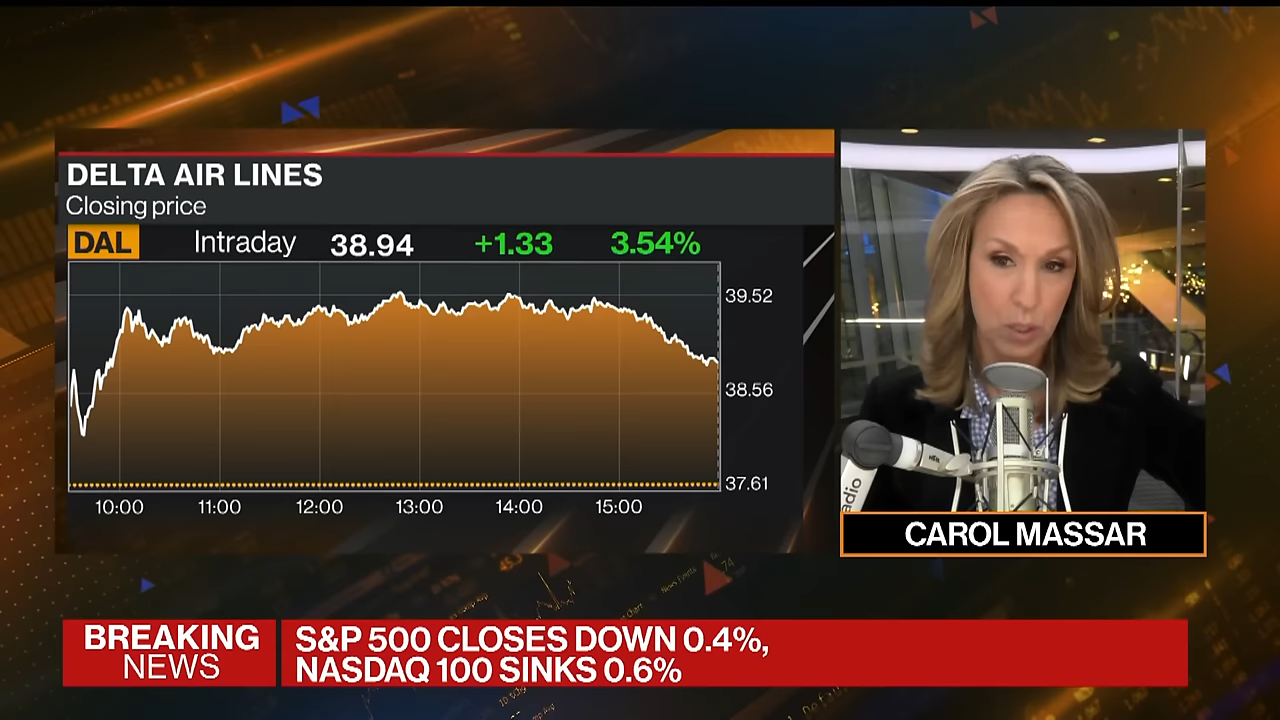 DELTA AIR LINES
Closing price
DAL Intraday 38.94 +1.33 3.54%
39.52
38.56
37.61
10:00 11:00 12:00 13:00 14:00 15:00
adio
CAROL MASSAR
BREAKING
NEWS
S&P 500 CLOSES DOWN 0.4%,
NASDAQ 100 SINKS 0.6%